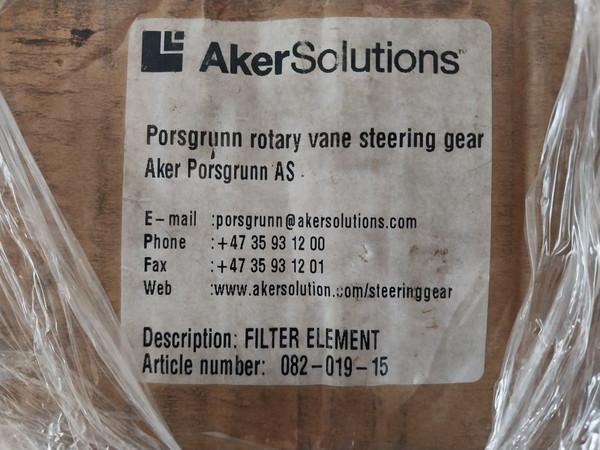 AkerSolutions™
Porsgrunn rotary vane steering gear
Aker Porsgrunn AS
E-mail :porsgrunn@akersolutions.com
Phone :+47 35 93 12 00
Fax :+47 35 93 12 01
Web :www.akersolution.com/steeringgear
Description: FILTER ELEMENT
Article number: 082-019-15